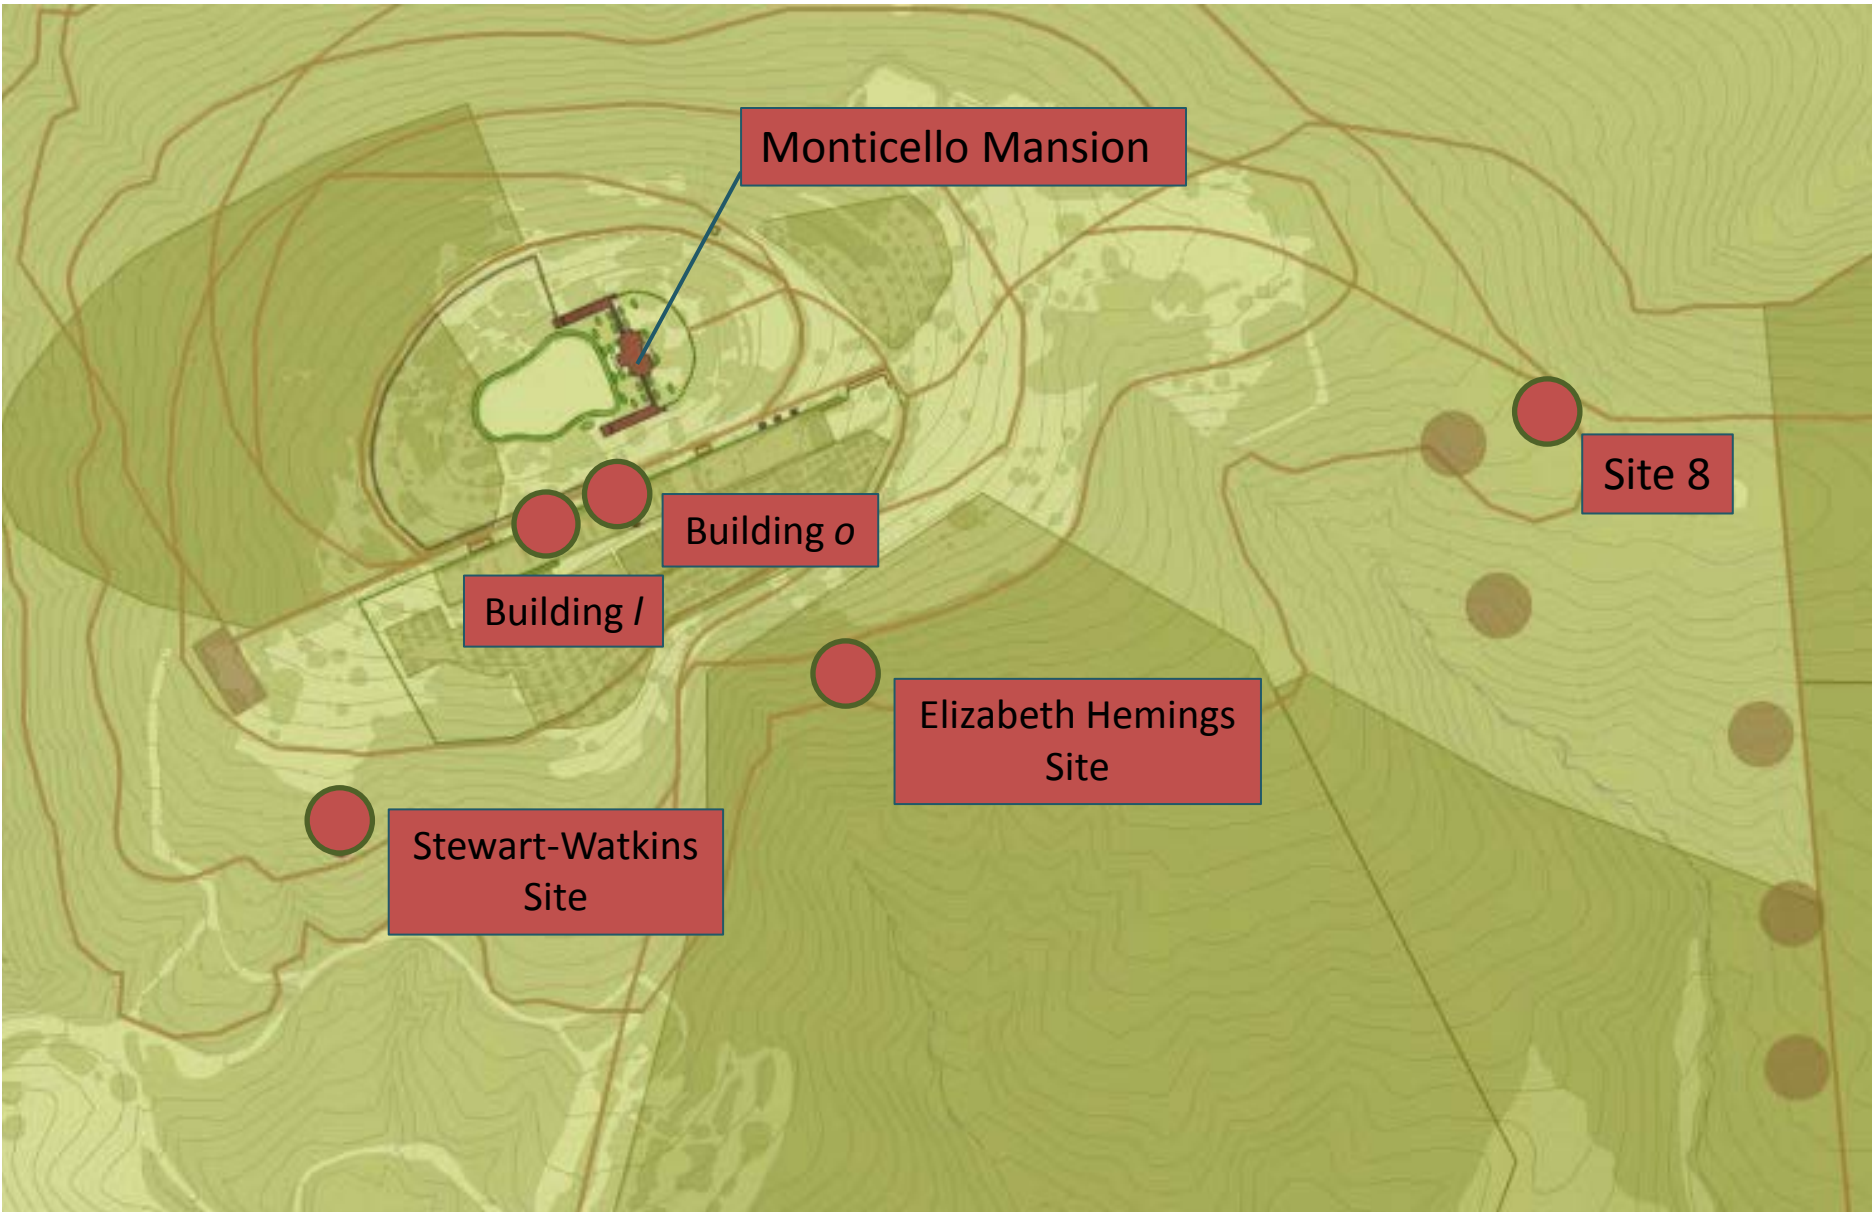 Monticello Mansion
Site 8
Building o
Building l
Elizabeth Hemings
Site
Stewart-Watkins
Site